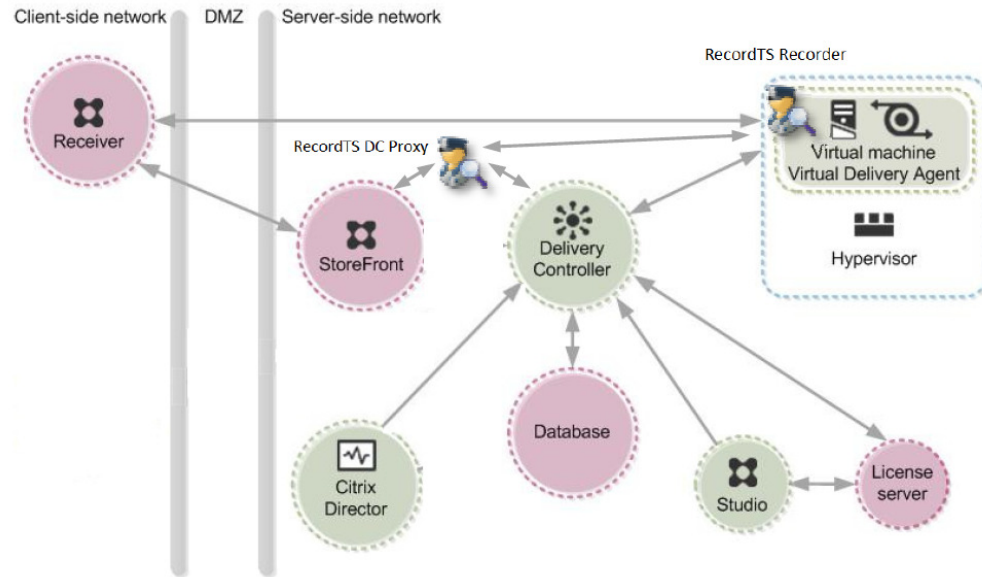 Client-side network
DMZ
Server-side network
RecordTS Recorder
Receiver
RecordTS DC Proxy
Virtual machine
Virtual Delivery Agent
StoreFront
Delivery
Controller
Hypervisor
Database
Citrix
Director
Studio
License
server